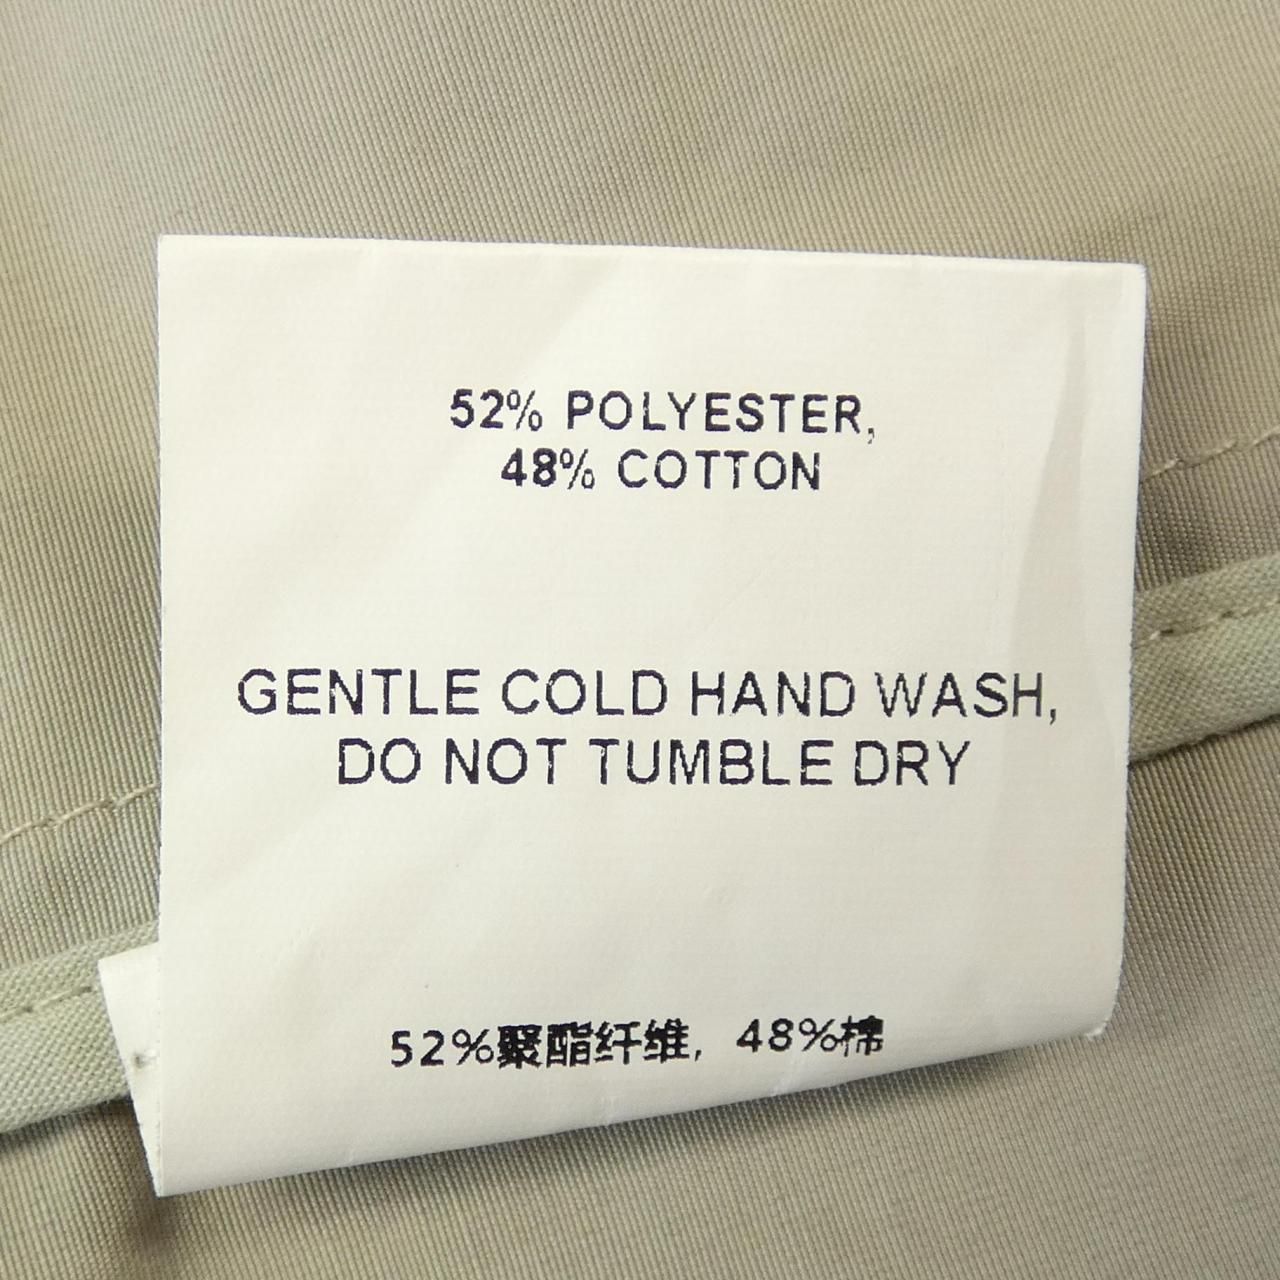 52% POLYESTER,
48% COTTON
GENTLE COLD HAND WASH,
DO NOT TUMBLE DRY
52%聚酯纤维, 48%棉